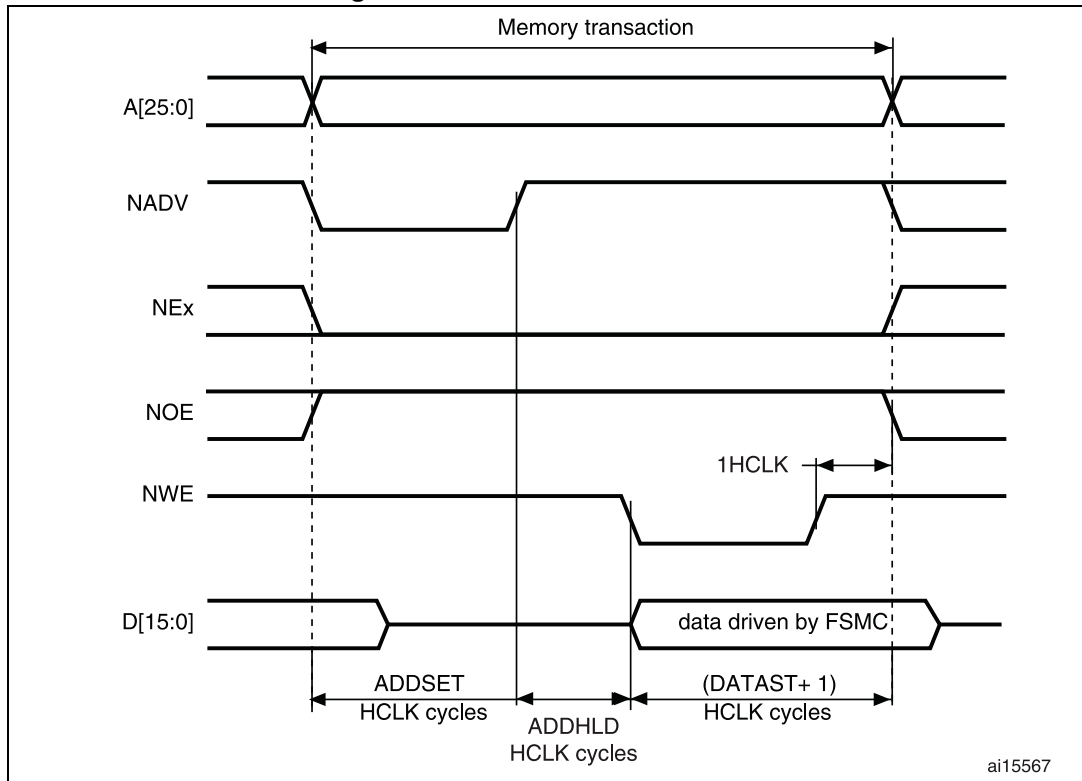 Memory transaction
A[25:0]
NADV
NEx
NOE
1HCLK
NWE
D[15:0]
data driven by FSMC
ADDSET
HCLK cycles
(DATAST+ 1)
HCLK cycles
ADDHLD
HCLK cycles
ai15567